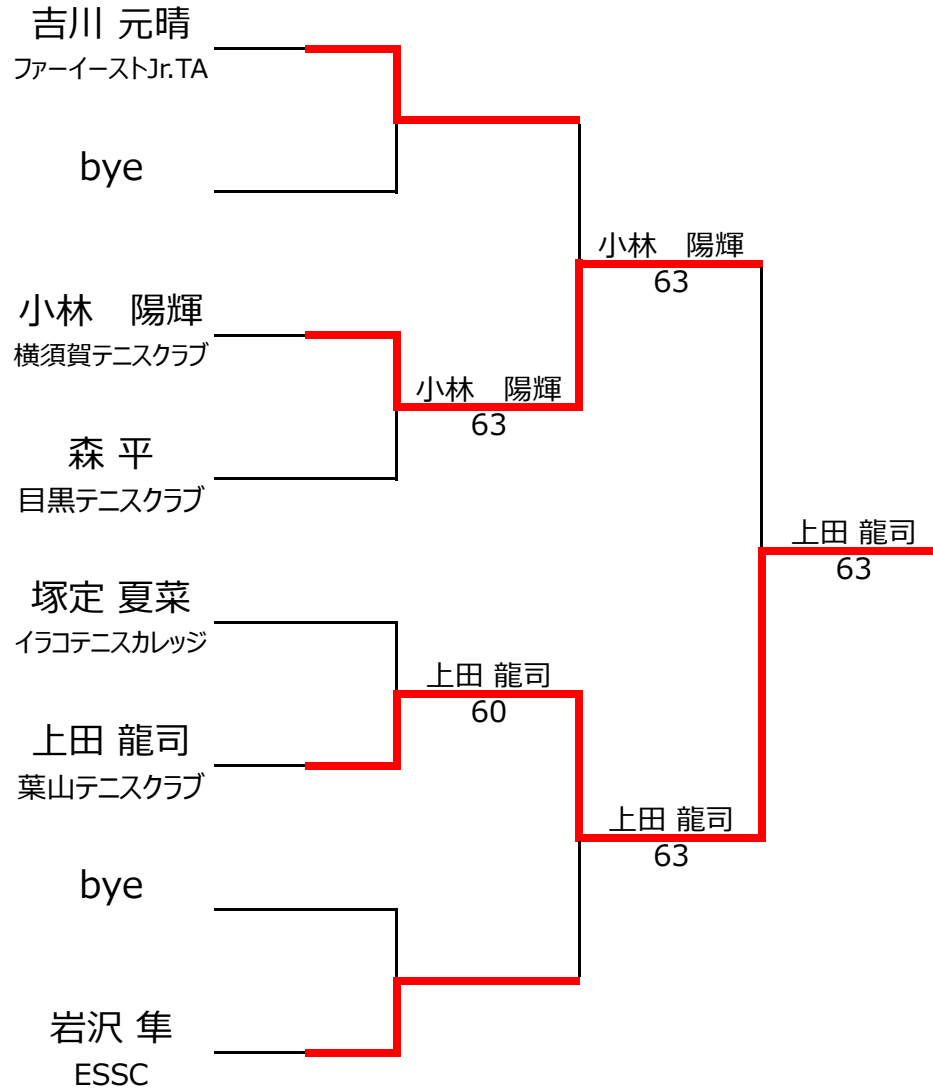 吉川 元晴
ファーイーストJr.TA
bye
小林　陽輝
63
小林　陽輝
横須賀テニスクラブ
小林　陽輝
63
森 平
目黒テニスクラブ
上田 龍司
63
塚定 夏菜
イラコテニスカレッジ
上田 龍司
60
上田 龍司
葉山テニスクラブ
上田 龍司
63
bye
岩沢 隼
ESSC